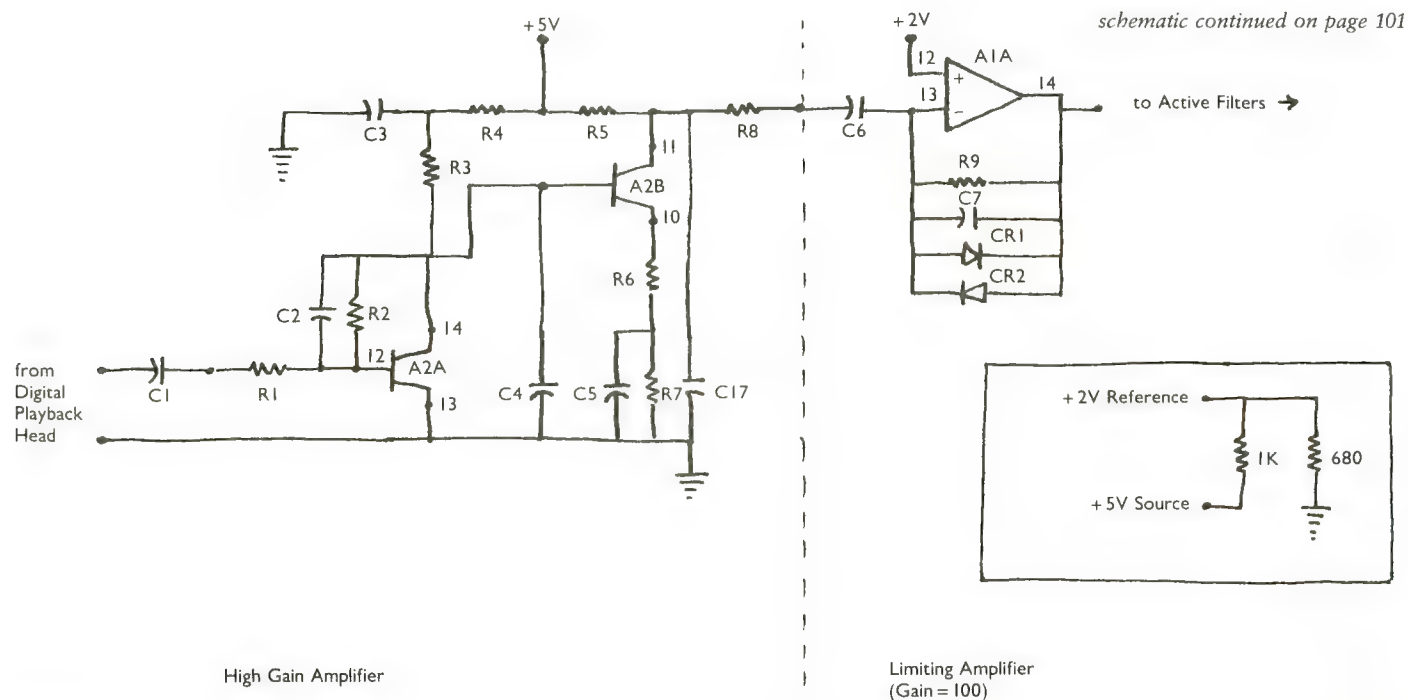 schematic continued on page 101
+5V
+2V
12
A1A
+
14
13
−
to Active Filters →
C3
R4
R5
R8
C6
R3
11
A2B
10
R9
C7
CR1
CR2
R6
C2
R2
14
12
A2A
13
from
Digital
Playback
Head
C1
R1
C4
C5
R7
C17
+2V Reference
1K
680
+5V Source
High Gain Amplifier
Limiting Amplifier
(Gain = 100)